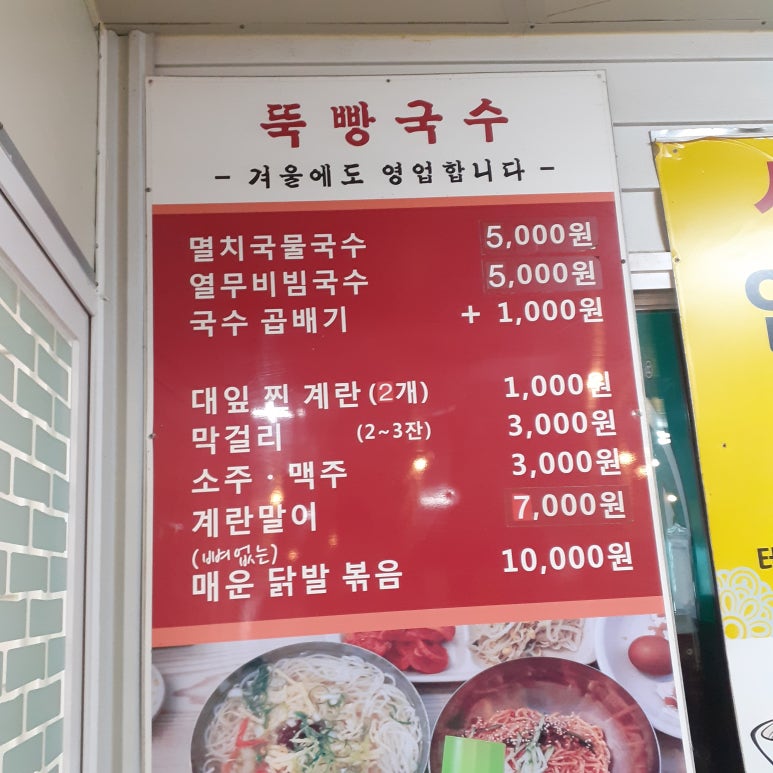 뚝빵국수
- 겨울에도 영업합니다 -
멸치국물국수 5,000원
열무비빔국수 5,000원
국수 곱배기 + 1,000원
대잎 찐 계란 (2개) 1,000원
막걸리 (2~3잔) 3,000원
소주 · 맥주 3,000원
계란말어 7,000원
(뼈없는)
매운 닭발 볶음 10,000원